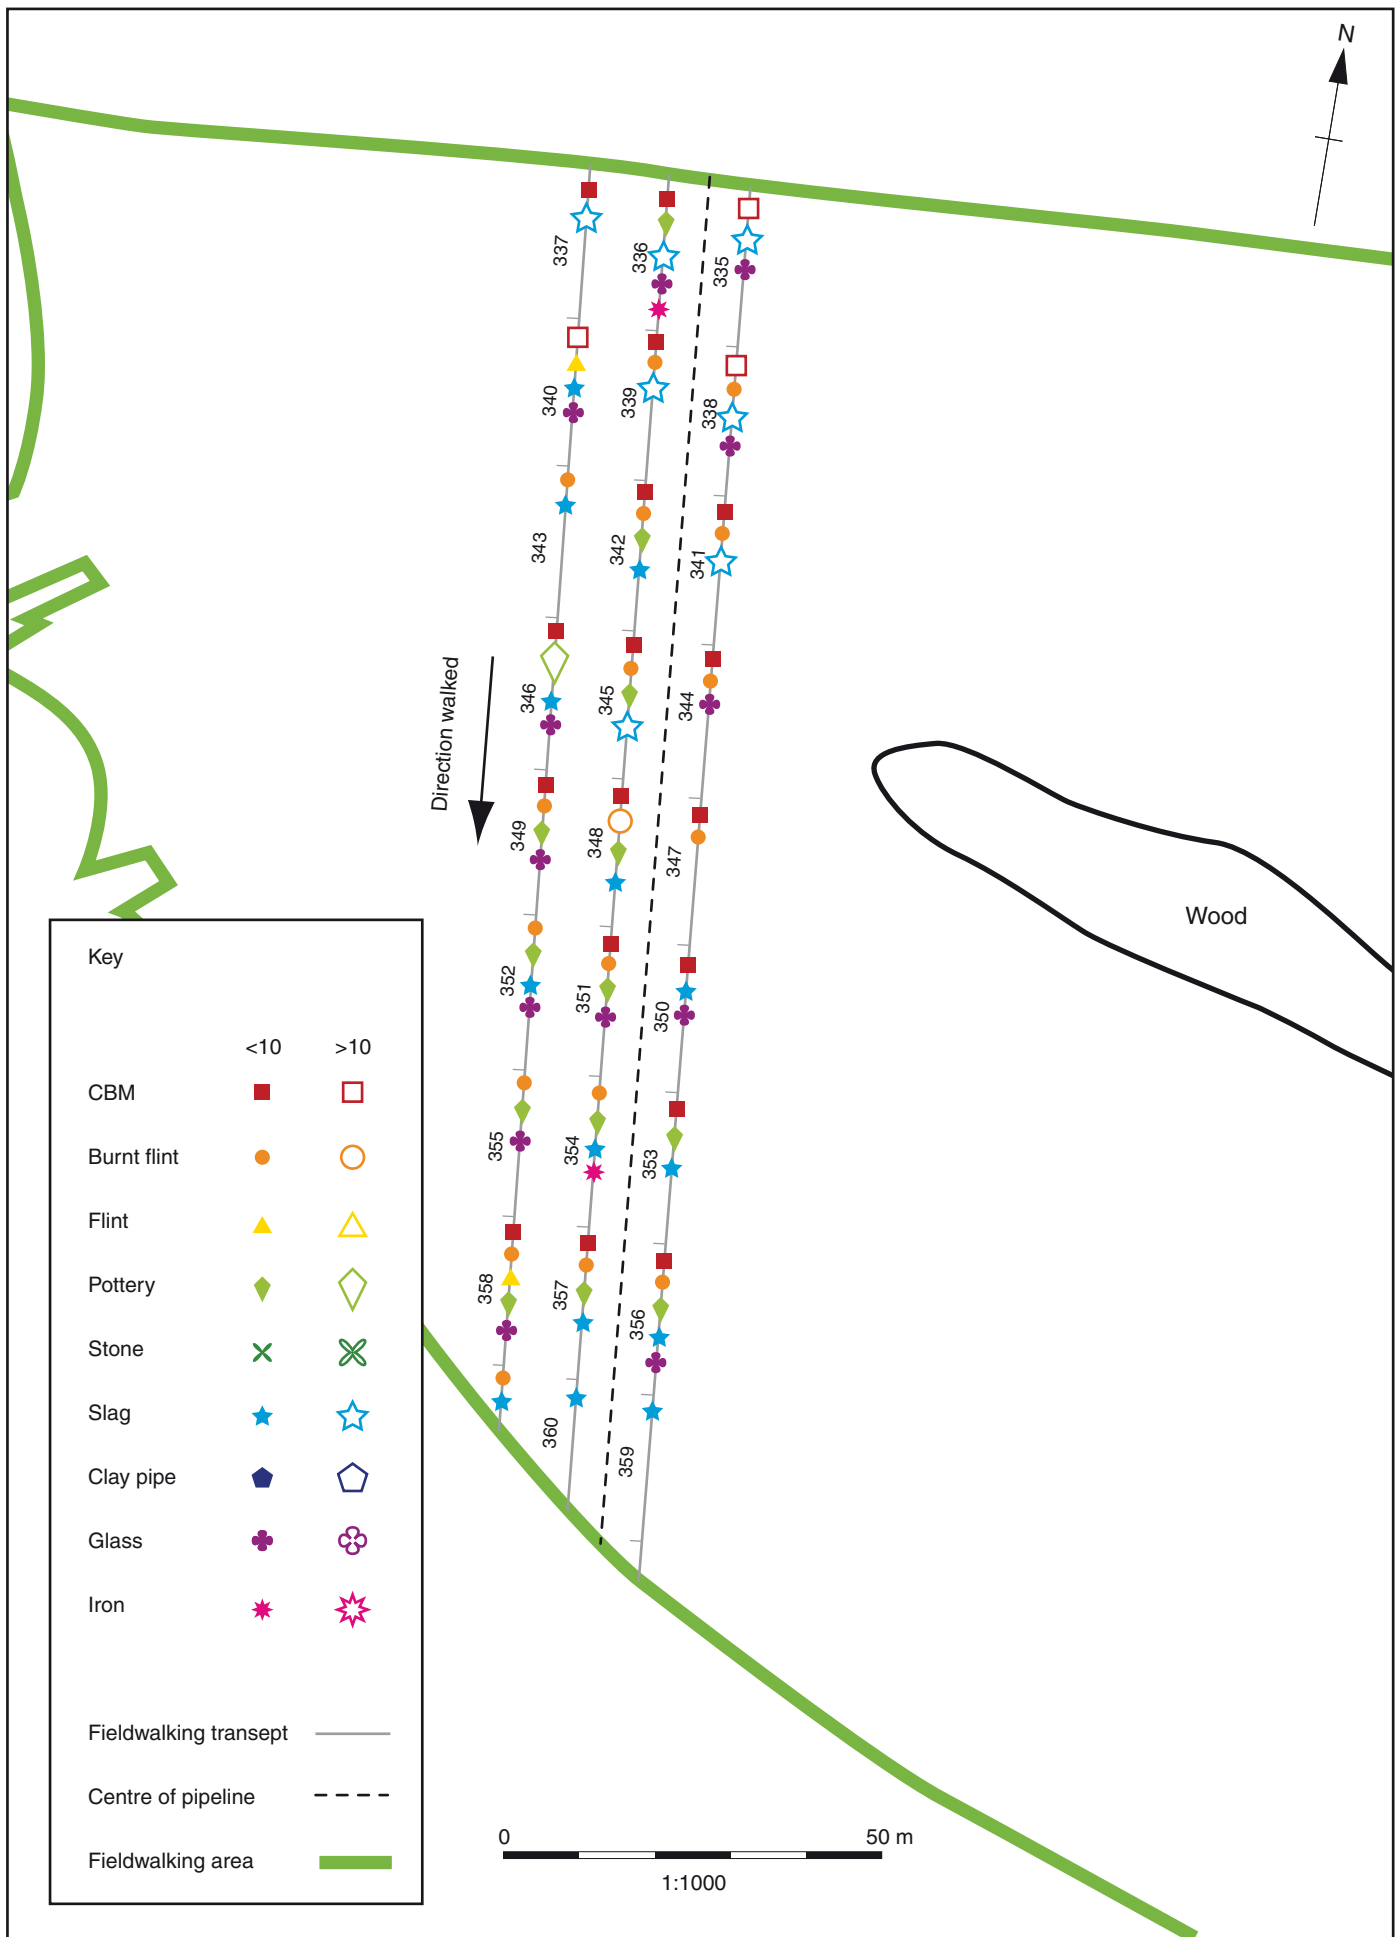 N
337
336
335
340
339
338
343
342
341
346
345
344
Direction walked
349
348
347
Wood
352
351
350
355
354
353
358
357
356
360
359
Key
<10 >10
CBM
Burnt flint
Flint
Pottery
Stone
Slag
Clay pipe
Glass
Iron
Fieldwalking transept
Centre of pipeline
Fieldwalking area
0 50 m
1:1000